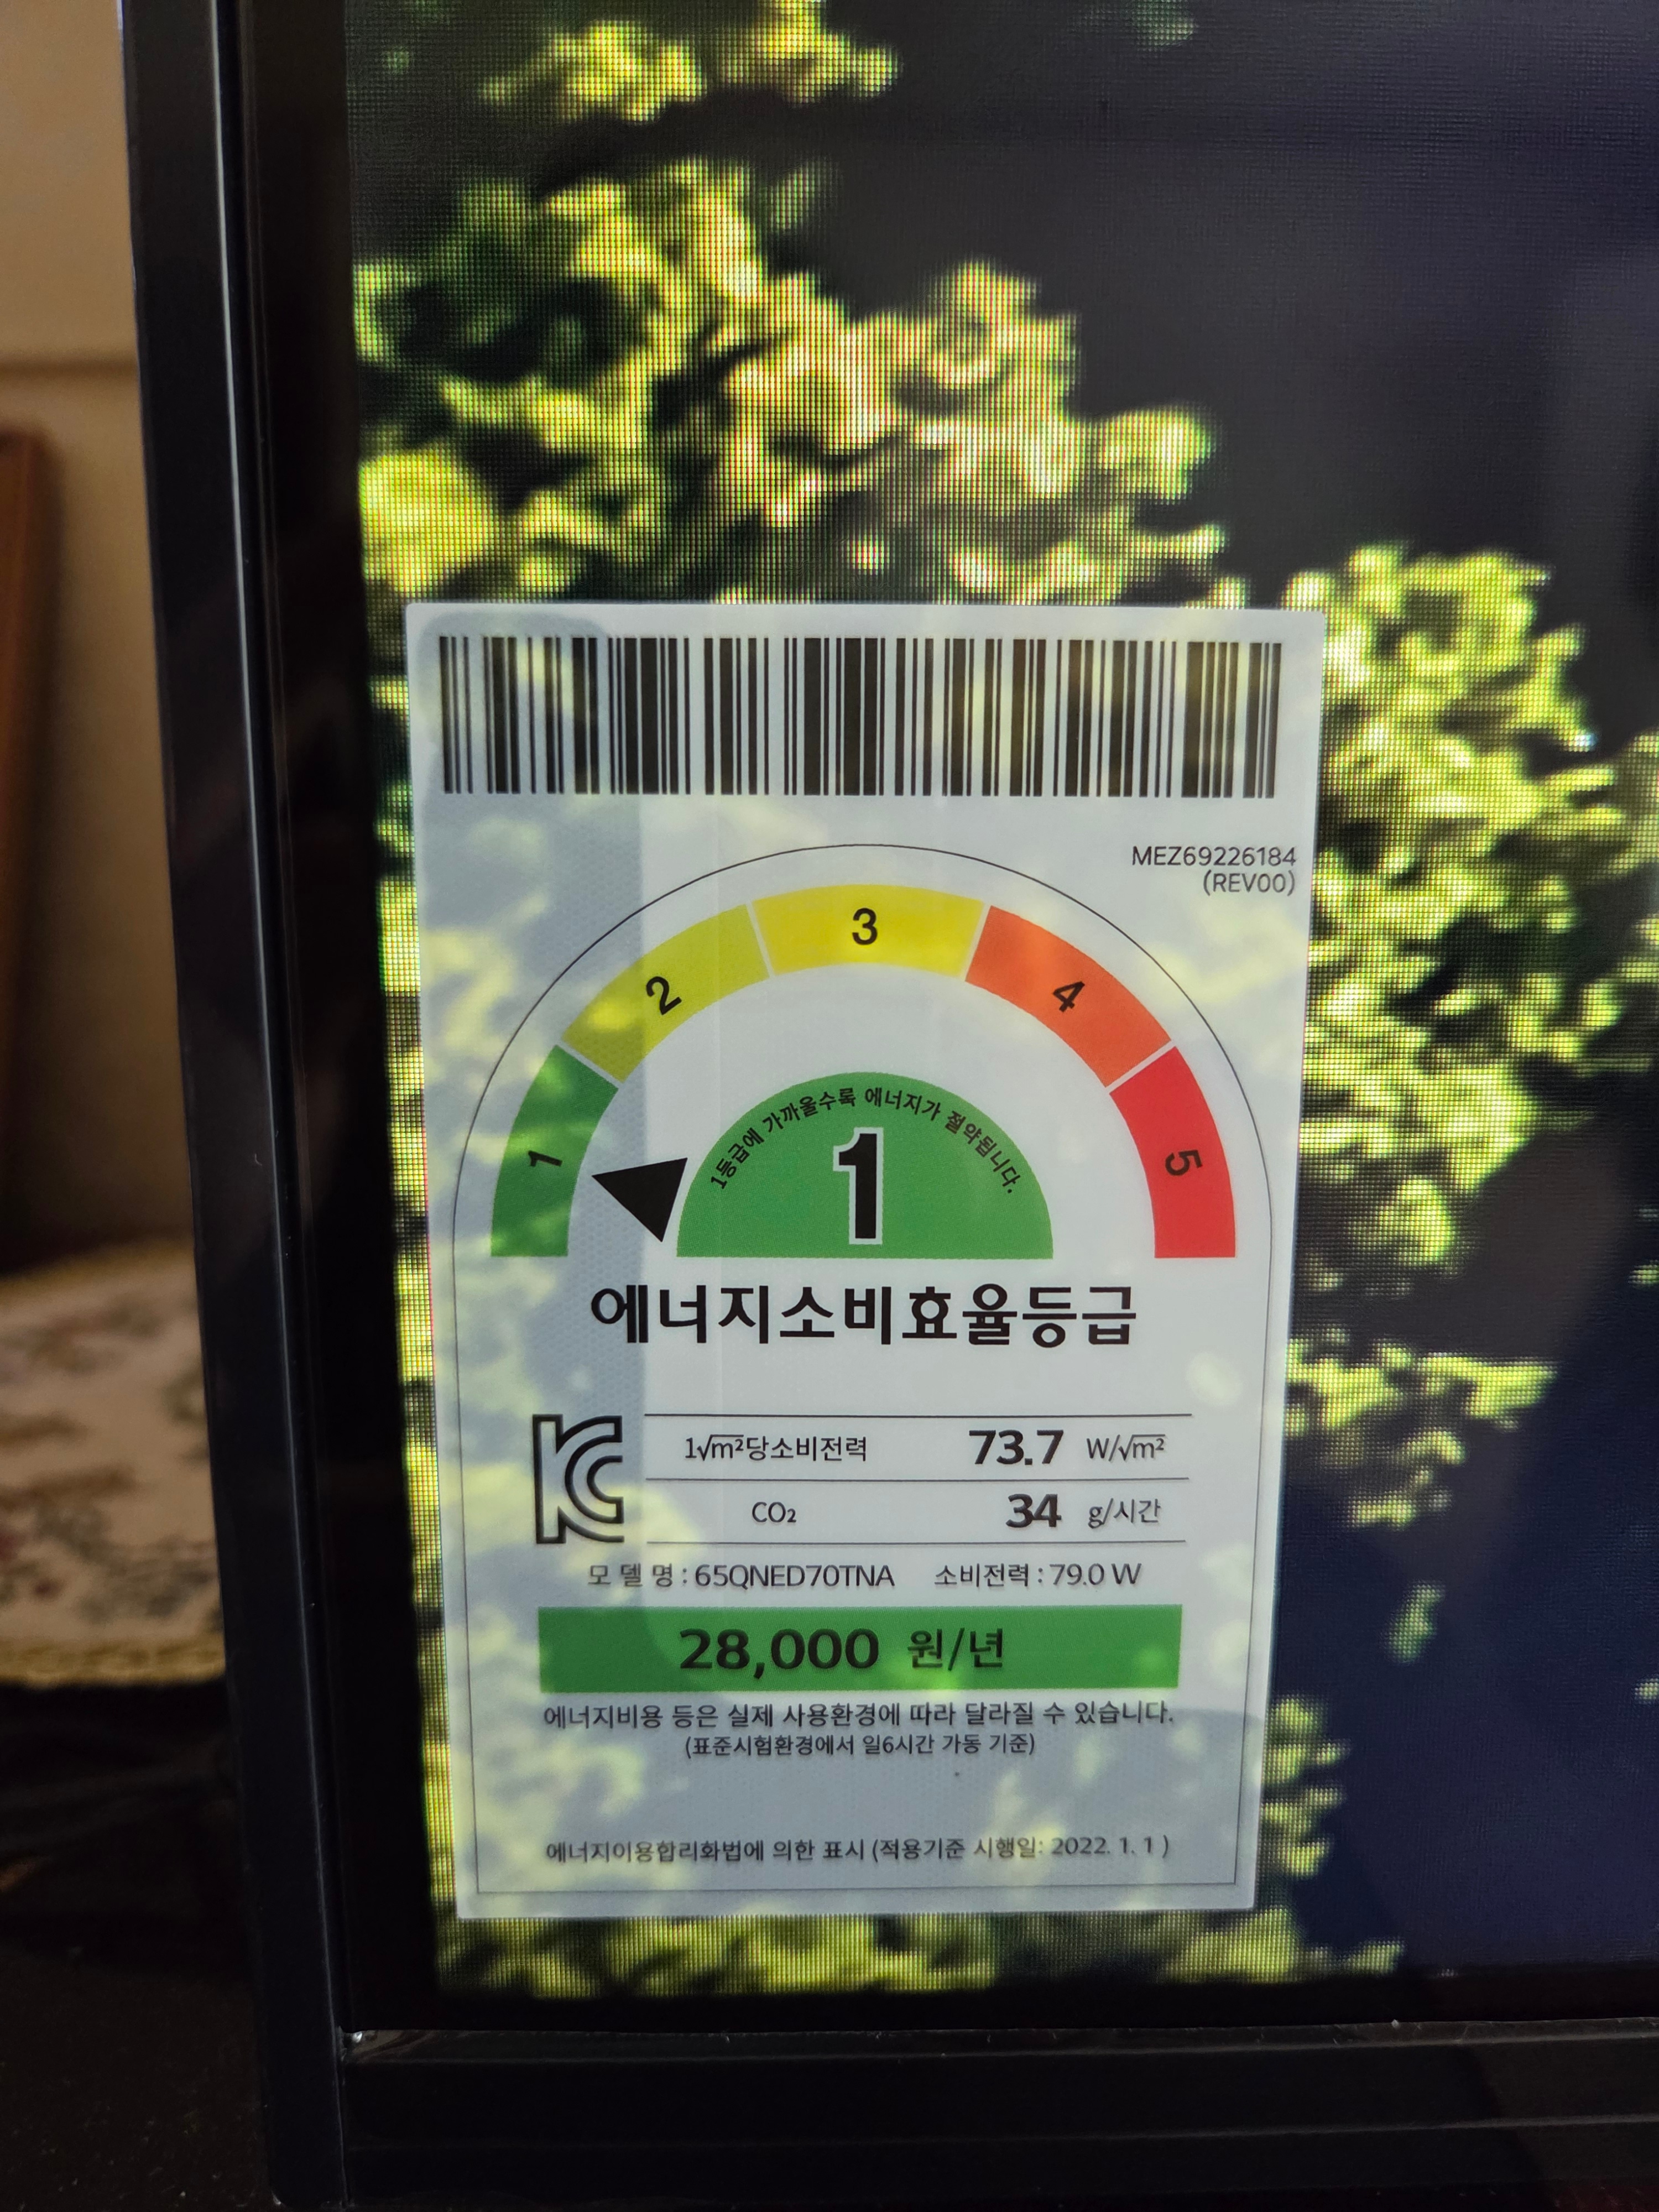 MEZ69226184
(REV00)
1
2
3
4
5
1등급에 가까울수록 에너지가 절약됩니다.
1
에너지소비효율등급
KC
1√m²당소비전력 73.7 W/√m²
CO₂ 34 g/시간
모 델 명 : 65QNED70TNA 소비전력 : 79.0 W
28,000 원/년
에너지비용 등은 실제 사용환경에 따라 달라질 수 있습니다.
(표준시험환경에서 일6시간 가동 기준)
에너지이용합리화법에 의한 표시 (적용기준 시행일: 2022. 1. 1 )